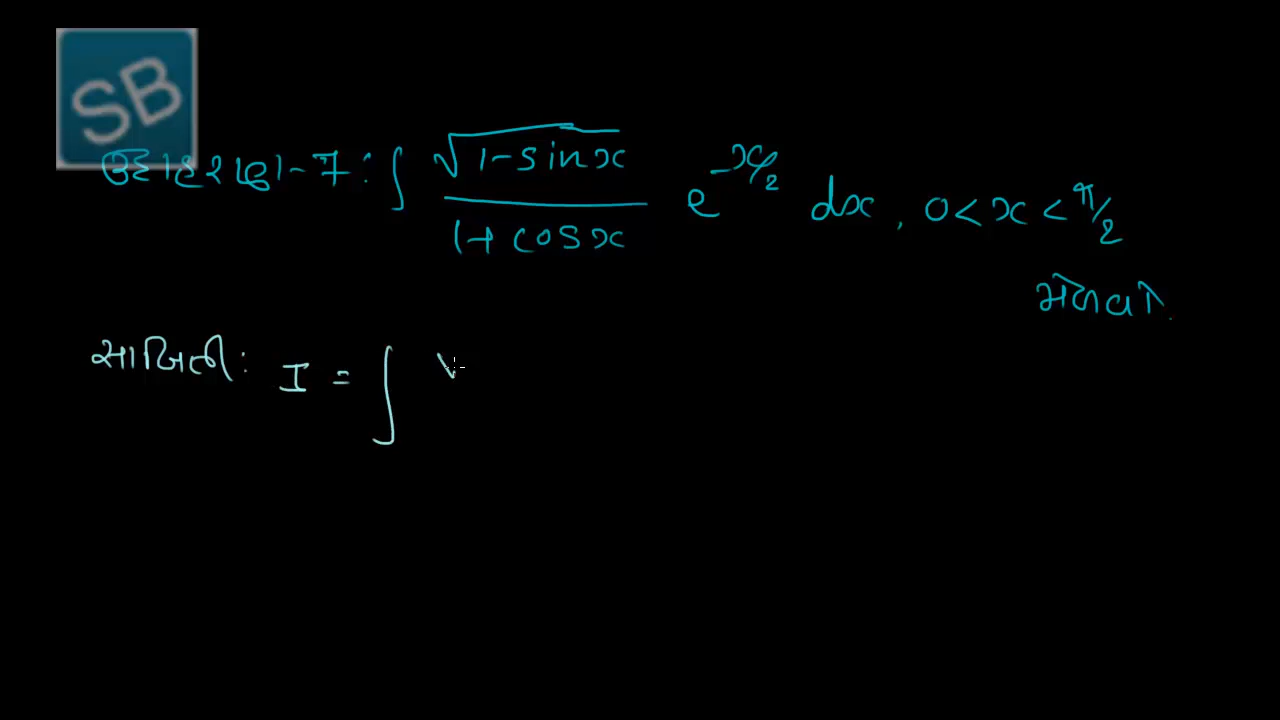 SB
ઉદાહરણ-7: ∫ √(1-sinx) / (1+cosx) e^(-x/2) dx, 0<x<π/2
મેળવો.
સાબિતી: I = ∫